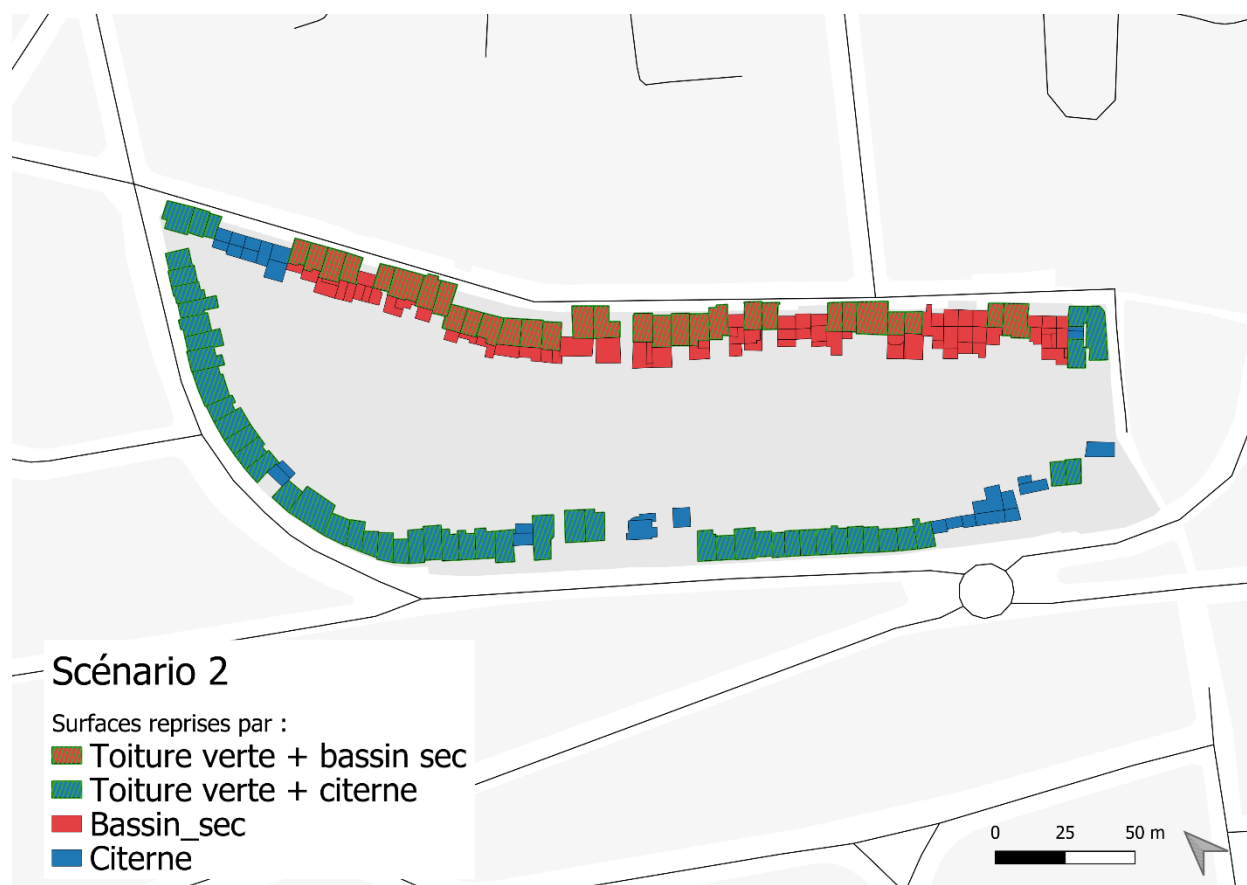 Scénario 2
Surfaces reprises par :
Toiture verte + bassin sec
Toiture verte + citerne
Bassin_sec
Citerne
0 25 50 m